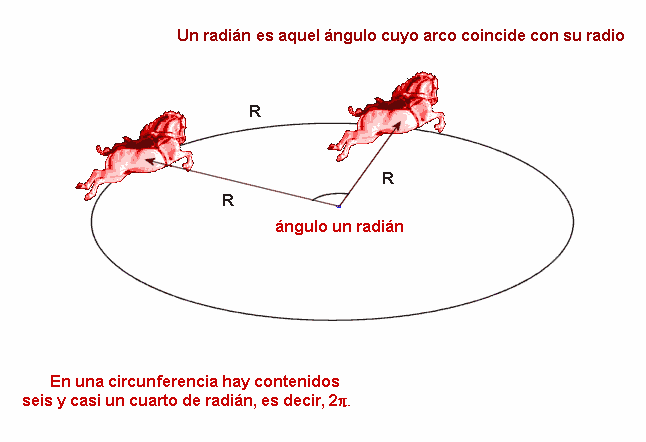 Un radián es aquel ángulo cuyo arco coincide con su radio
R
R
R
ángulo un radián
En una circunferencia hay contenidos
seis y casi un cuarto de radián, es decir, 2π.